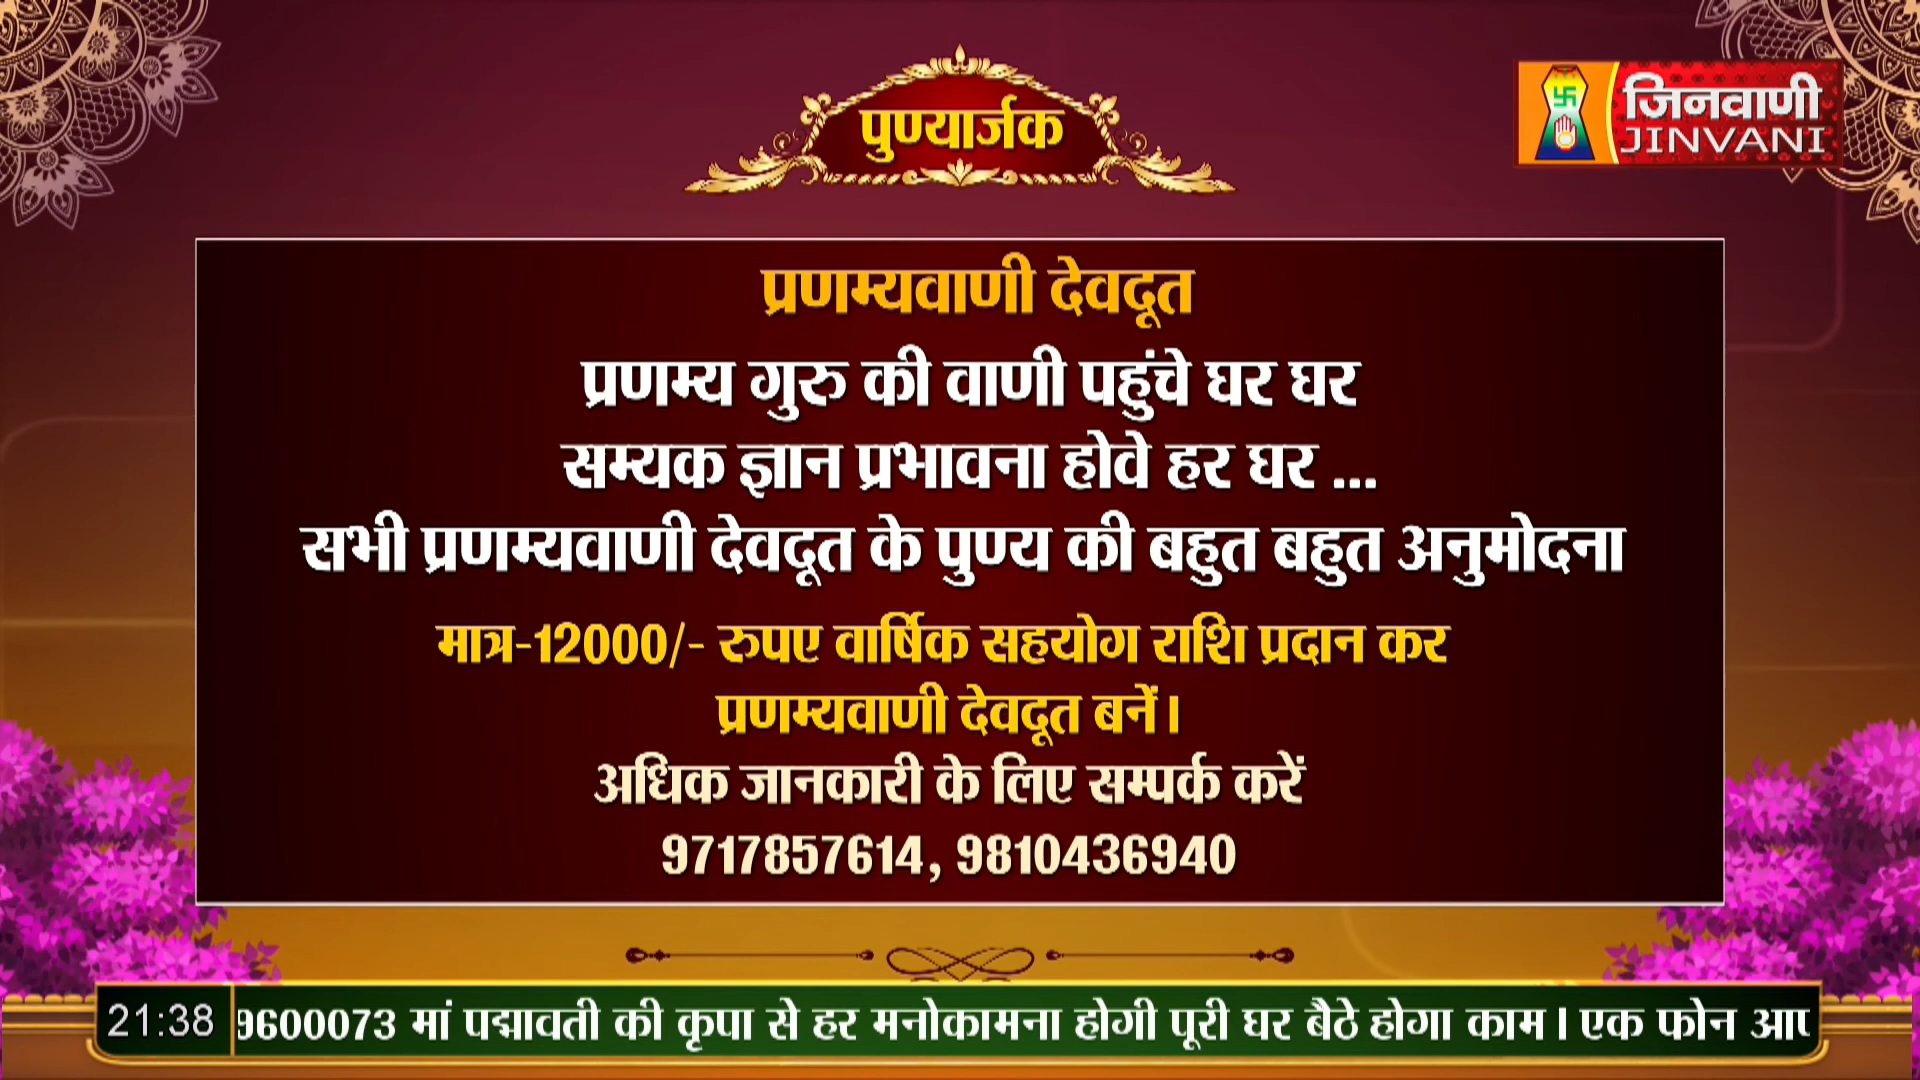 पुण्यार्जक
जिनवाणी
JINVANI
प्रणम्यवाणी देवदूत
प्रणम्य गुरु की वाणी पहुंचे घर घर
सम्यक ज्ञान प्रभावना होवे हर घर ...
सभी प्रणम्यवाणी देवदूत के पुण्य की बहुत बहुत अनुमोदना
मात्र-12000/- रुपए वार्षिक सहयोग राशि प्रदान कर
प्रणम्यवाणी देवदूत बनें।
अधिक जानकारी के लिए सम्पर्क करें
9717857614, 9810436940
21:38 9600073 मां पद्मावती की कृपा से हर मनोकामना होगी पूरी घर बैठे होगा काम। एक फोन